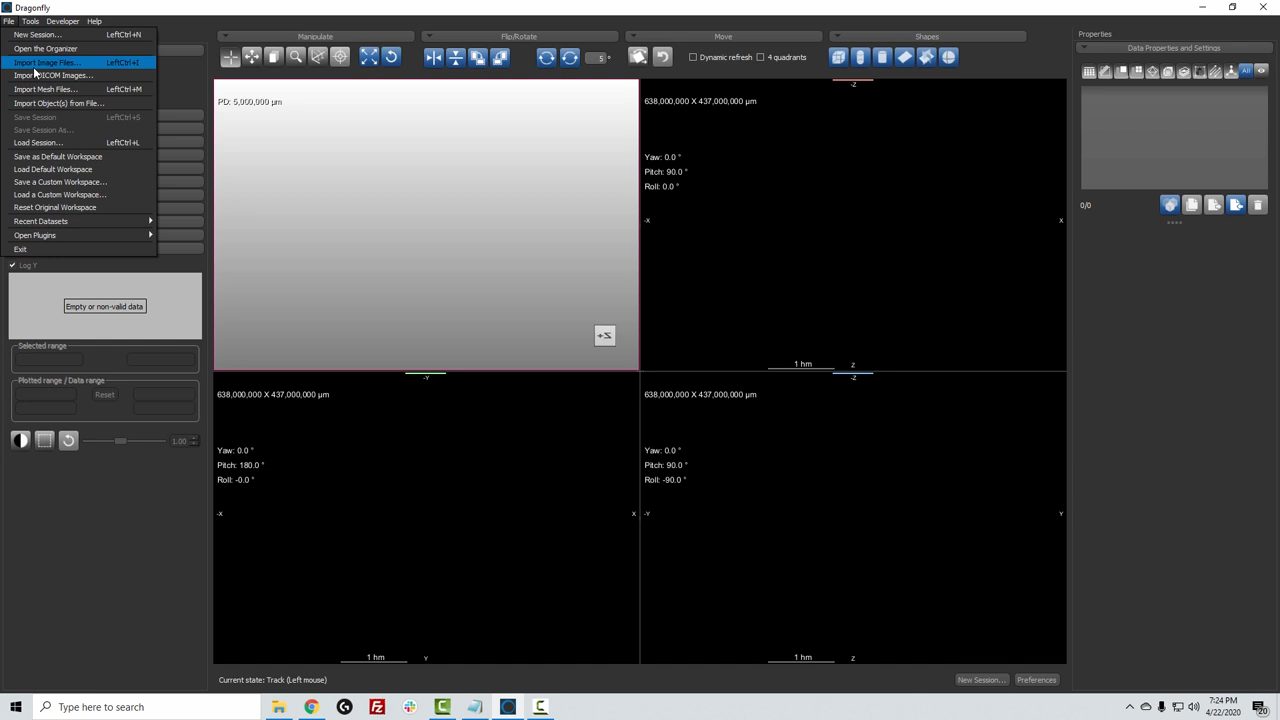 Dragonfly
File Tools Developer Help
New Session... LeftCtrl+N
Open the Organizer
Import Image Files... LeftCtrl+I
Import DICOM Images...
Import Mesh Files... LeftCtrl+M
Import Object(s) from File...
Save Session LeftCtrl+S
Save Session As...
Load Session... LeftCtrl+L
Save as Default Workspace
Load Default Workspace
Save a Custom Workspace...
Load a Custom Workspace...
Reset Original Workspace
Recent Datasets
Open Plugins
Exit
Log Y
Empty or non-valid data
Selected range
Plotted range / Data range
Reset
1.00
Manipulate Flip/Rotate Move Shapes
5
Dynamic refresh 4 quadrants
PD: 5,000,000 µm
+Z
-Z
638,000,000 X 437,000,000 µm
Yaw: 0.0 °
Pitch: 90.0 °
Roll: 0.0 °
-X X
1 hm Z
-Y
638,000,000 X 437,000,000 µm
Yaw: 0.0 °
Pitch: 180.0 °
Roll: -0.0 °
-X X
1 hm Y
-Z
638,000,000 X 437,000,000 µm
Yaw: 0.0 °
Pitch: 90.0 °
Roll: -90.0 °
-Y Y
1 hm Z
Current state: Track (Left mouse)
New Session... Preferences
Properties
Data Properties and Settings
All
0/0
Type here to search
7:24 PM
4/22/2020
20